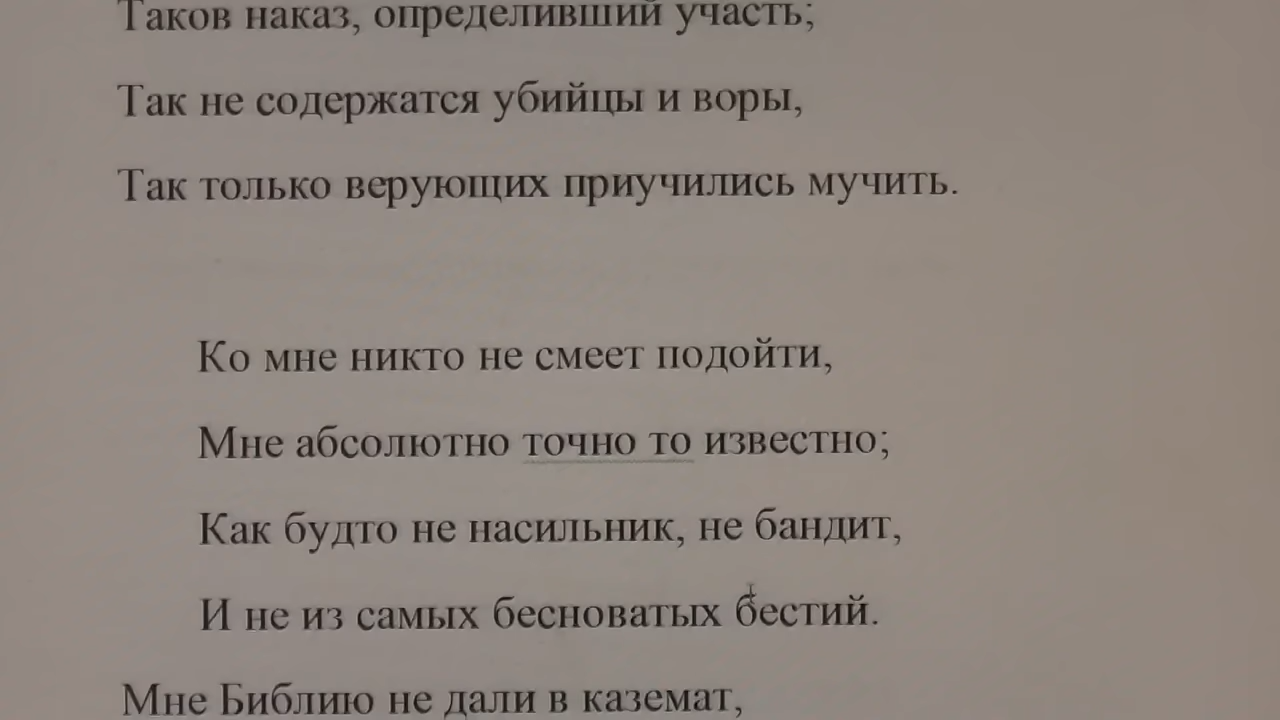 Таков наказ, определивший участь;
Так не содержатся убийцы и воры,
Так только верующих приучились мучить.
Ко мне никто не смеет подойти,
Мне абсолютно точно то известно;
Как будто не насильник, не бандит,
И не из самых бесноватых бестий.
Мне Библию не дали в каземат,